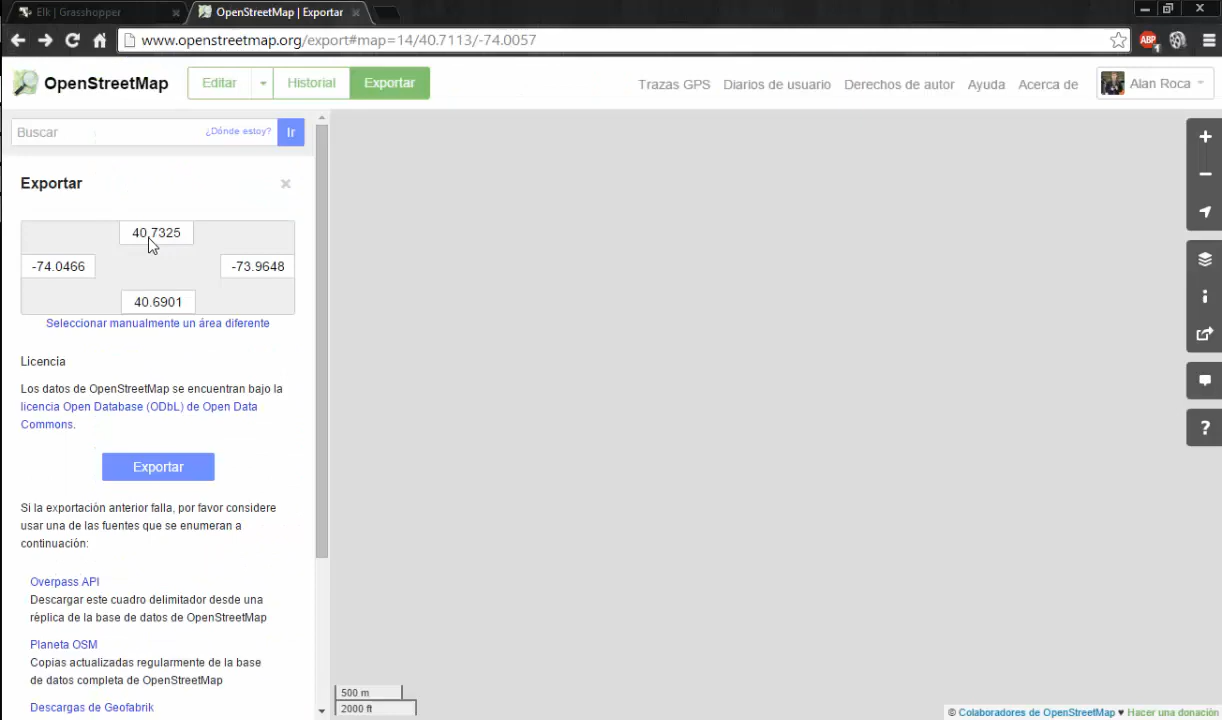 Elk | Grasshopper
OpenStreetMap | Exportar
www.openstreetmap.org/export#map=14/40.7113/-74.0057
ABP
1
OpenStreetMap
Editar
Historial
Exportar
Trazas GPS
Diarios de usuario
Derechos de autor
Ayuda
Acerca de
Alan Roca
Buscar
¿Dónde estoy?
Ir
Exportar
40.7325
-74.0466
-73.9648
40.6901
Seleccionar manualmente un área diferente
Licencia
Los datos de OpenStreetMap se encuentran bajo la
licencia Open Database (ODbL) de Open Data
Commons.
Exportar
Si la exportación anterior falla, por favor considere
usar una de las fuentes que se enumeran a
continuación:
Overpass API
Descargar este cuadro delimitador desde una
réplica de la base de datos de OpenStreetMap
Planeta OSM
Copias actualizadas regularmente de la base
de datos completa de OpenStreetMap
Descargas de Geofabrik
500 m
2000 ft
© Colaboradores de OpenStreetMap ♥ Hacer una donación